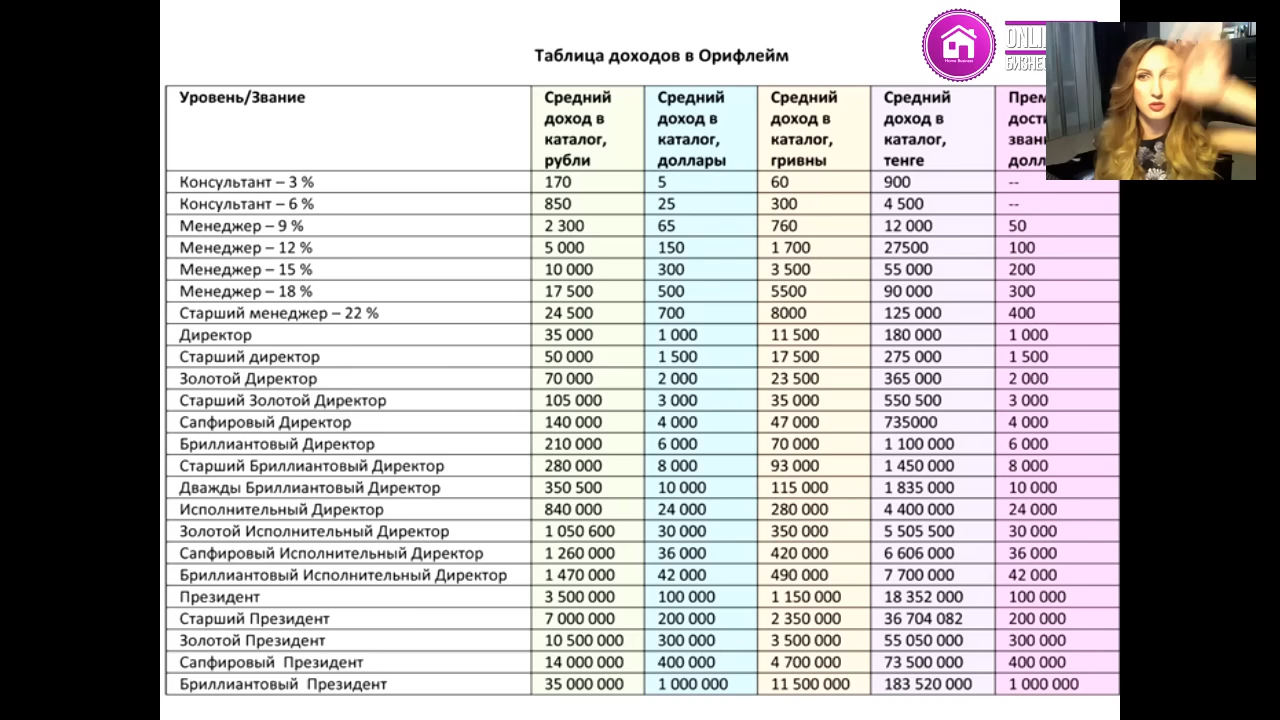 ONLI
БИЗНЕС
Home Business
Таблица доходов в Орифлейм
Уровень/Звание Средний доход в каталог, рубли Средний доход в каталог, доллары Средний доход в каталог, гривны Средний доход в каталог, тенге
Консультант – 3 % 170 5 60 900 --
Консультант – 6 % 850 25 300 4 500 --
Менеджер – 9 % 2 300 65 760 12 000 50
Менеджер – 12 % 5 000 150 1 700 27500 100
Менеджер – 15 % 10 000 300 3 500 55 000 200
Менеджер – 18 % 17 500 500 5500 90 000 300
Старший менеджер – 22 % 24 500 700 8000 125 000 400
Директор 35 000 1 000 11 500 180 000 1 000
Старший директор 50 000 1 500 17 500 275 000 1 500
Золотой Директор 70 000 2 000 23 500 365 000 2 000
Старший Золотой Директор 105 000 3 000 35 000 550 500 3 000
Сапфировый Директор 140 000 4 000 47 000 735000 4 000
Бриллиантовый Директор 210 000 6 000 70 000 1 100 000 6 000
Старший Бриллиантовый Директор 280 000 8 000 93 000 1 450 000 8 000
Дважды Бриллиантовый Директор 350 500 10 000 115 000 1 835 000 10 000
Исполнительный Директор 840 000 24 000 280 000 4 400 000 24 000
Золотой Исполнительный Директор 1 050 600 30 000 350 000 5 505 500 30 000
Сапфировый Исполнительный Директор 1 260 000 36 000 420 000 6 606 000 36 000
Бриллиантовый Исполнительный Директор 1 470 000 42 000 490 000 7 700 000 42 000
Президент 3 500 000 100 000 1 150 000 18 352 000 100 000
Старший Президент 7 000 000 200 000 2 350 000 36 704 082 200 000
Золотой Президент 10 500 000 300 000 3 500 000 55 050 000 300 000
Сапфировый Президент 14 000 000 400 000 4 700 000 73 500 000 400 000
Бриллиантовый Президент 35 000 000 1 000 000 11 500 000 183 520 000 1 000 000